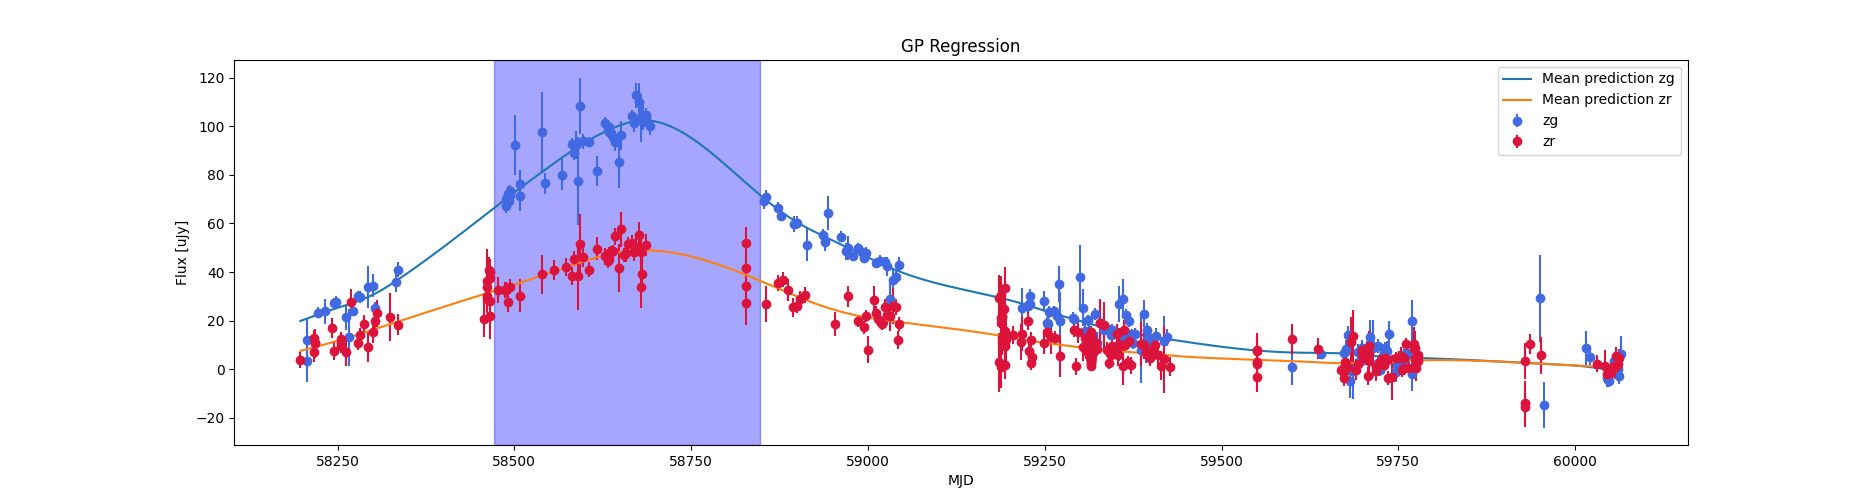 GP Regression
Flux [uJy]
120
100
80
60
40
20
0
−20
58250
58500
58750
59000
59250
59500
59750
60000
MJD
Mean prediction zg
Mean prediction zr
zg
zr